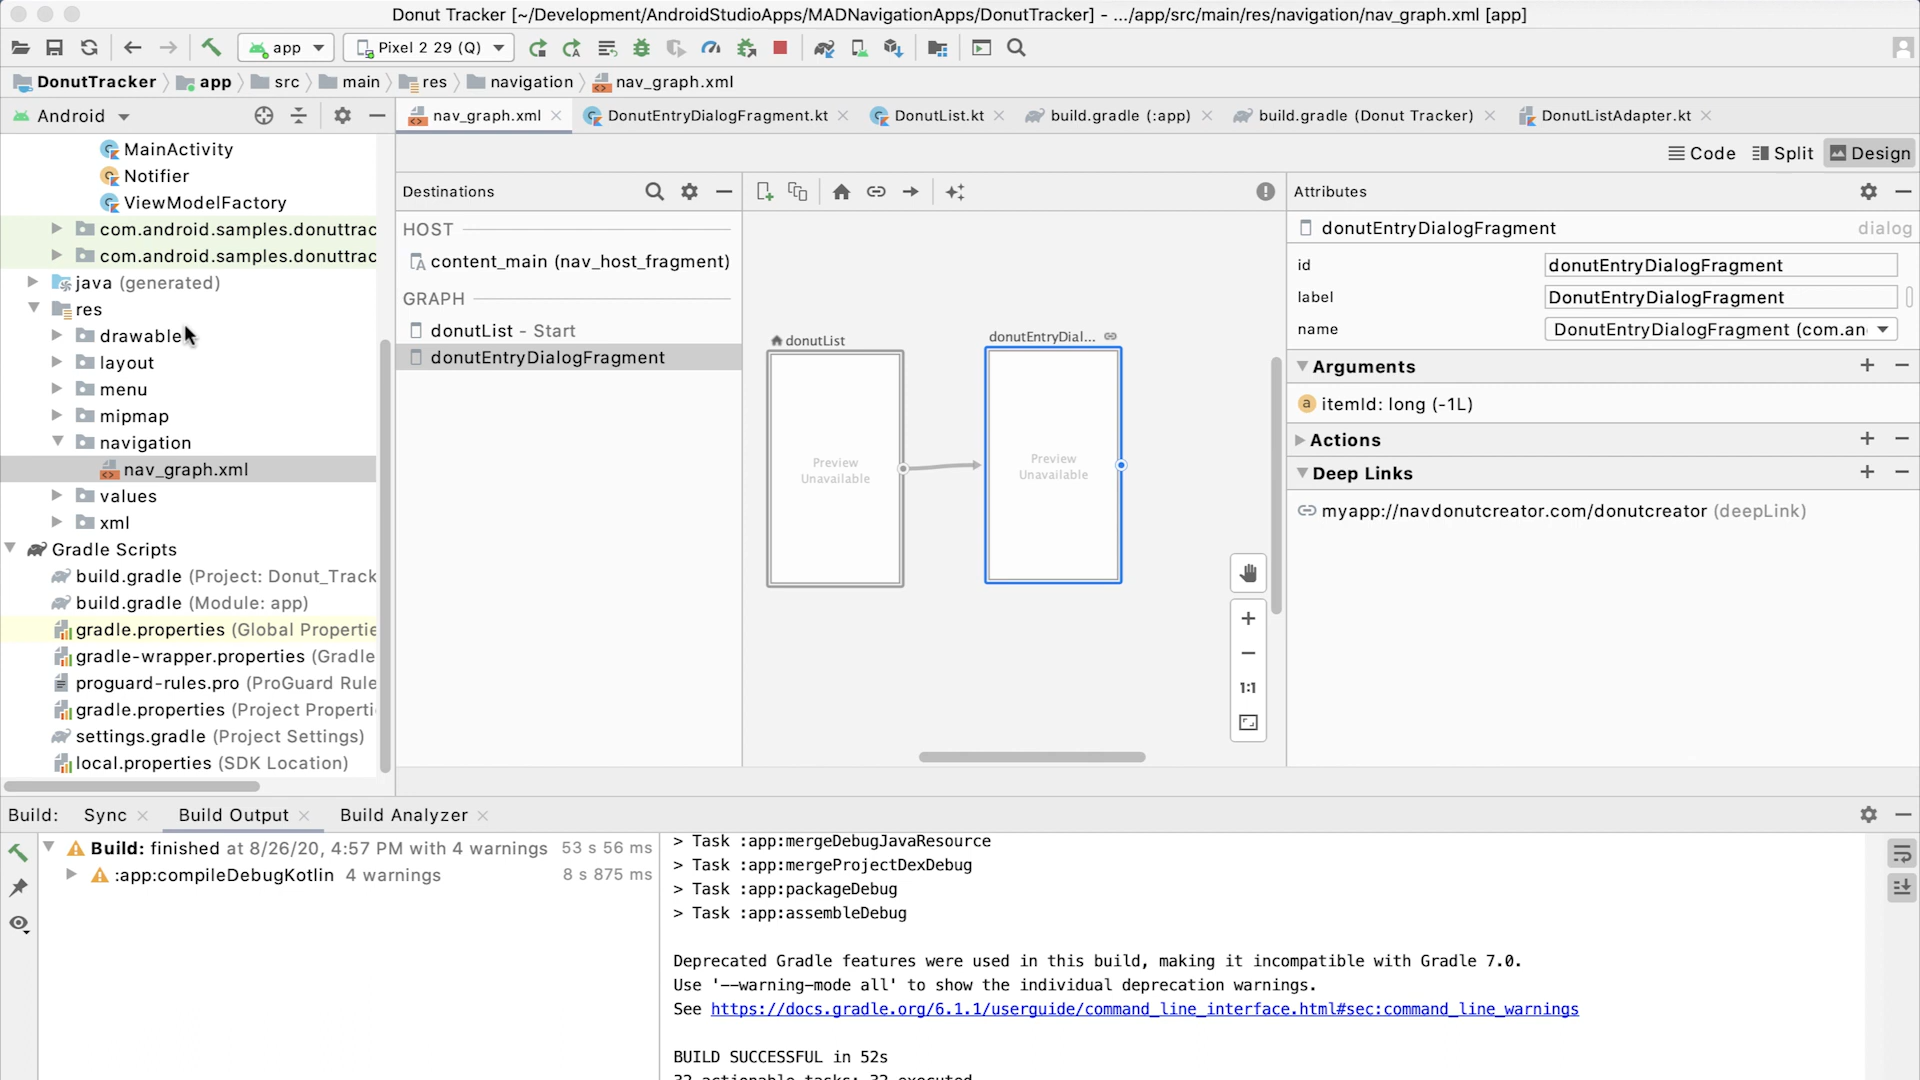 Donut Tracker [~/Development/AndroidStudioApps/MADNavigationApps/DonutTracker] - .../app/src/main/res/navigation/nav_graph.xml [app]
app
Pixel 2 29 (Q)
DonutTracker
app
src
main
res
navigation
nav_graph.xml
Android
nav_graph.xml
DonutEntryDialogFragment.kt
DonutList.kt
build.gradle (:app)
build.gradle (Donut Tracker)
DonutListAdapter.kt
Code
Split
Design
MainActivity
Notifier
ViewModelFactory
com.android.samples.donuttrac
com.android.samples.donuttrac
java (generated)
res
drawable
layout
menu
mipmap
navigation
nav_graph.xml
values
xml
Gradle Scripts
build.gradle (Project: Donut_Track
build.gradle (Module: app)
gradle.properties (Global Propertie
gradle-wrapper.properties (Gradle
proguard-rules.pro (ProGuard Rule
gradle.properties (Project Properti
settings.gradle (Project Settings)
local.properties (SDK Location)
Destinations
HOST
content_main (nav_host_fragment)
GRAPH
donutList - Start
donutEntryDialogFragment
donutList
Preview
Unavailable
donutEntryDial...
Preview
Unavailable
1:1
Attributes
donutEntryDialogFragment
dialog
id
donutEntryDialogFragment
label
DonutEntryDialogFragment
name
DonutEntryDialogFragment (com.an
Arguments
a
itemId: long (-1L)
Actions
Deep Links
myapp://navdonutcreator.com/donutcreator (deepLink)
Build:
Sync
Build Output
Build Analyzer
Build: finished at 8/26/20, 4:57 PM with 4 warnings
53 s 56 ms
:app:compileDebugKotlin 4 warnings
8 s 875 ms
> Task :app:mergeDebugJavaResource
> Task :app:mergeProjectDexDebug
> Task :app:packageDebug
> Task :app:assembleDebug
Deprecated Gradle features were used in this build, making it incompatible with Gradle 7.0.
Use '--warning-mode all' to show the individual deprecation warnings.
See https://docs.gradle.org/6.1.1/userguide/command_line_interface.html#sec:command_line_warnings
BUILD SUCCESSFUL in 52s
32 actionable tasks: 32 executed